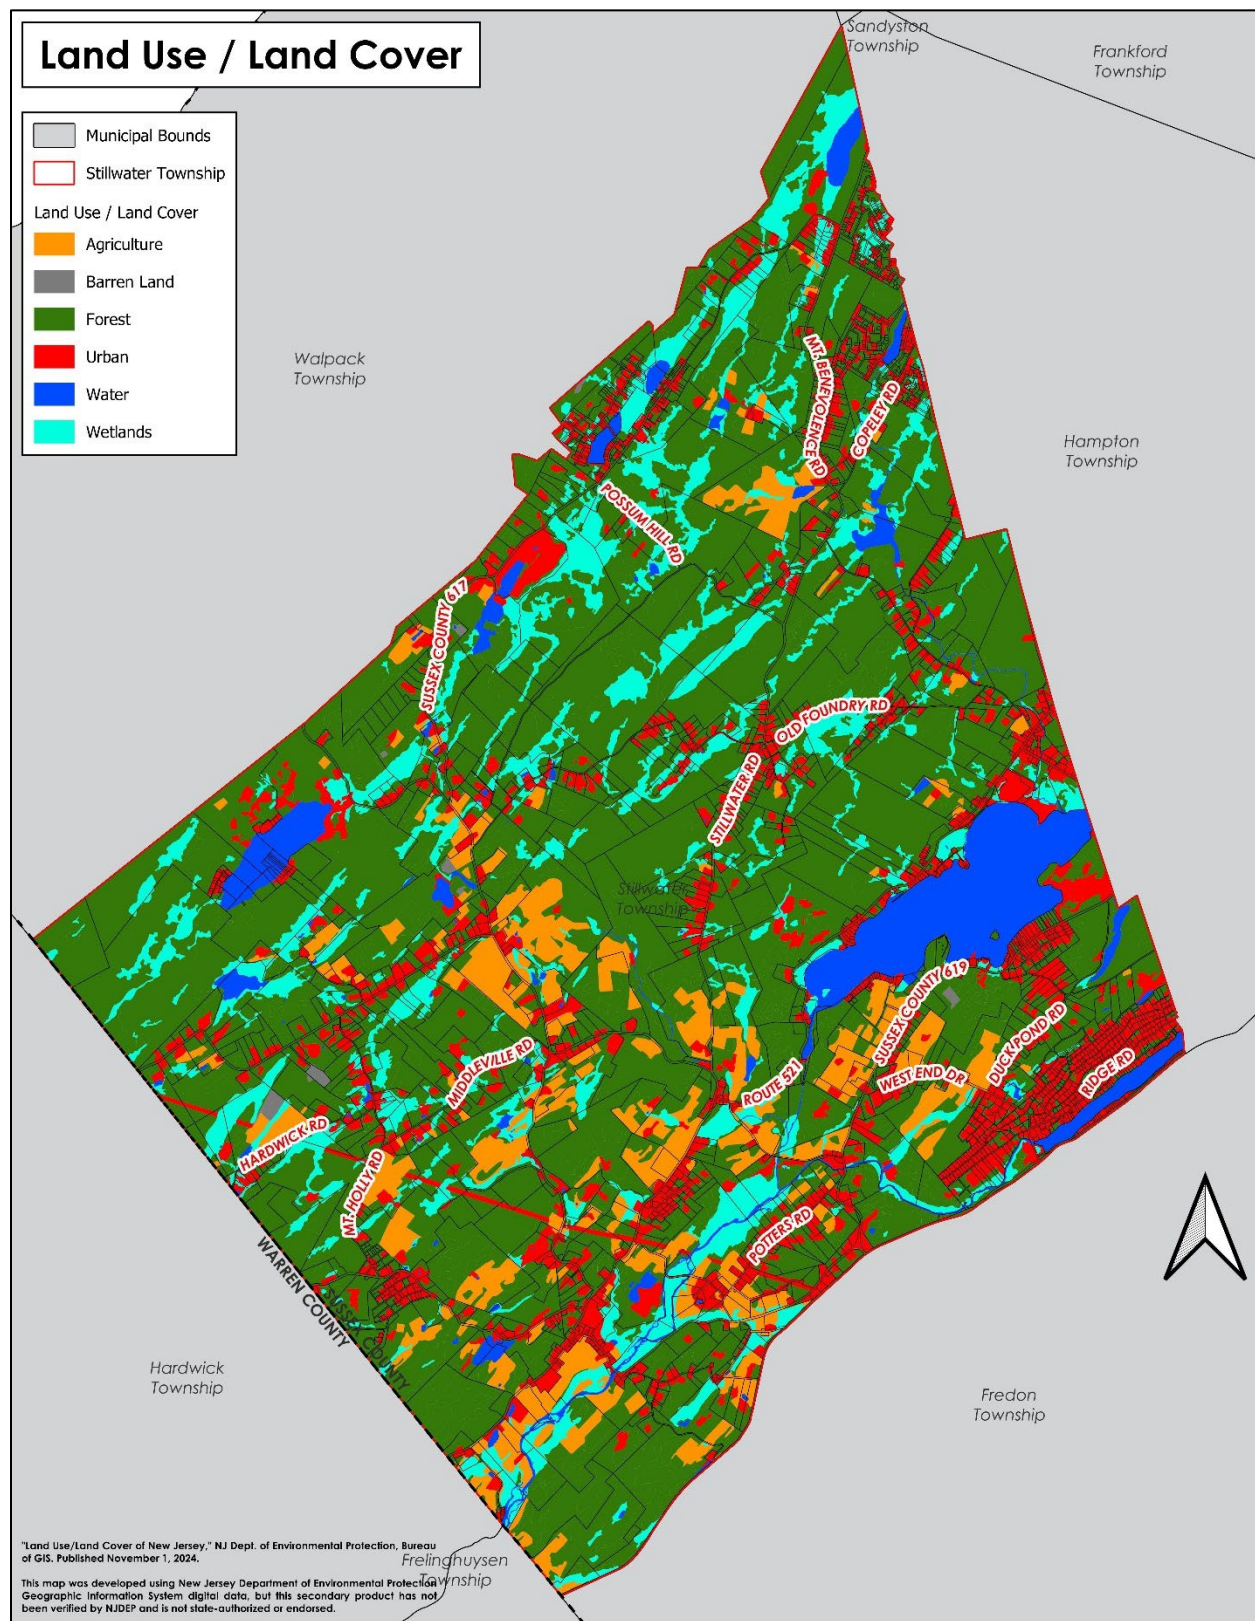 Land Use / Land Cover
Municipal Bounds
Stillwater Township
Land Use / Land Cover
Agriculture
Barren Land
Forest
Urban
Water
Wetlands
Sandyston
Township
Frankford
Township
Walpack
Township
Hampton
Township
MT. BENEVOLENCE RD
COPELEY RD
POSSUM HILL RD
SUSSEX COUNTY 617
OLD FOUNDRY RD
STILLWATER RD
Stillwater
Township
SUSSEX COUNTY 619
DUCK POND RD
RIDGE RD
WEST END DR
ROUTE 521
MIDDLEVILLE RD
HARDWICK RD
MT. HOLLY RD
POTTERS RD
WARREN COUNTY
SUSSEX COUNTY
Hardwick
Township
Fredon
Township
Frelinghuysen
Township
"Land Use/Land Cover of New Jersey," NJ Dept. of Environmental Protection, Bureau
of GIS. Published November 1, 2024.
This map was developed using New Jersey Department of Environmental Protection
Geographic Information System digital data, but this secondary product has not
been verified by NJDEP and is not state-authorized or endorsed.